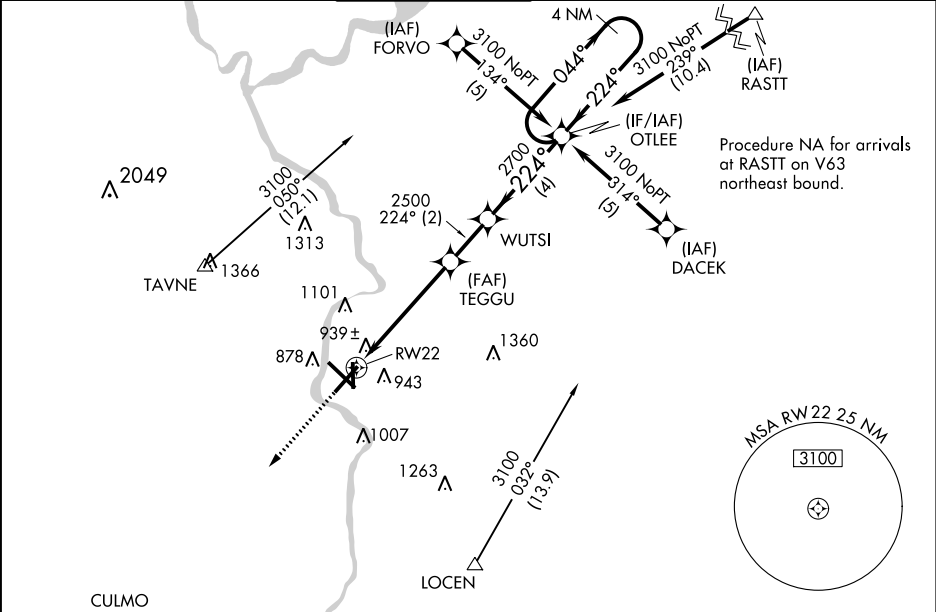 4 NM
(IAF)
FORVO
3100 NoPT
134°
(5)
044°
224°
3100 NoPT
239°
(10.4)
(IAF)
RASTT
(IF/IAF)
OTLEE
Procedure NA for arrivals
at RASTT on V63
northeast bound.
2700
224°
(4)
3100 NoPT
314°
(5)
(IAF)
DACEK
2049
3100
050°
(12.1)
1313
2500
224° (2)
WUTSI
1366
TAVNE
(FAF)
TEGGU
1101
939±
RW22
1360
878
943
1007
1263
3100
032°
(13.9)
LOCEN
MSA RW22 25 NM
3100
CULMO